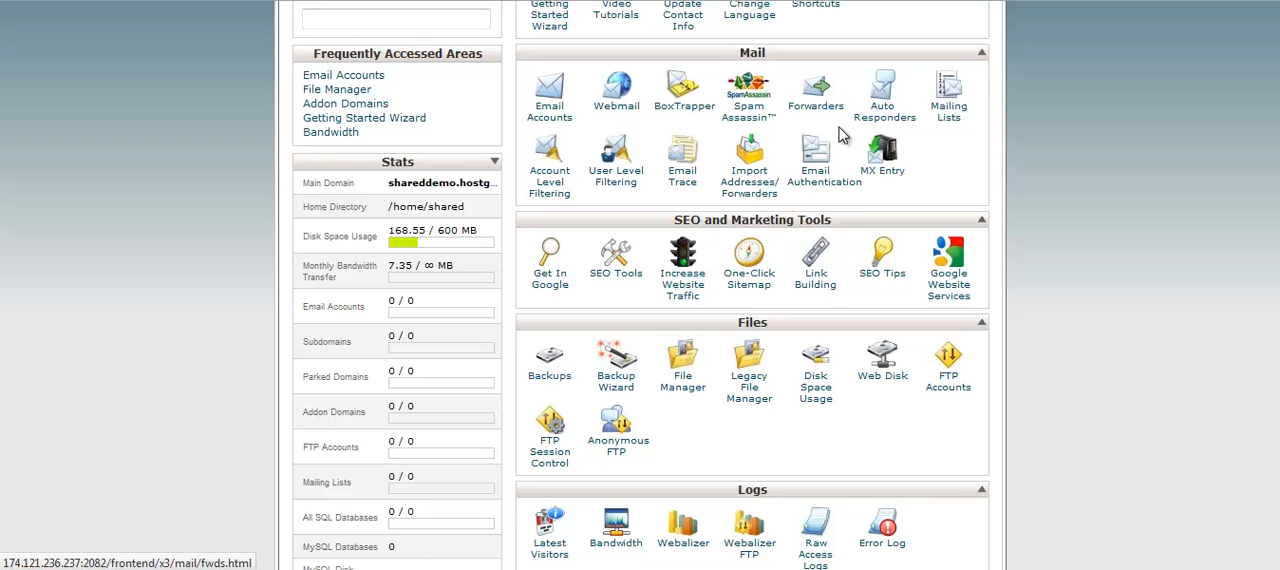 Getting
Started
Wizard
Video
Tutorials
Update
Contact
Info
Change
Language
Shortcuts
Frequently Accessed Areas
Email Accounts
File Manager
Addon Domains
Getting Started Wizard
Bandwidth
Stats
Main Domain shareddemo.hostg...
Home Directory /home/shared
Disk Space Usage 168.55 / 600 MB
Monthly Bandwidth
Transfer
7.35 / ∞ MB
Email Accounts 0 / 0
Subdomains 0 / 0
Parked Domains 0 / 0
Addon Domains 0 / 0
FTP Accounts 0 / 0
Mailing Lists 0 / 0
All SQL Databases 0 / 0
MySQL Databases 0
MySQL Disk
Mail
Email
Accounts
Webmail
BoxTrapper
SpamAssassin
Spam
Assassin™
Forwarders
Auto
Responders
Mailing
Lists
Account
Level
Filtering
User Level
Filtering
Email
Trace
Import
Addresses/
Forwarders
Email
Authentication
MX Entry
SEO and Marketing Tools
Get In
Google
SEO Tools
Increase
Website
Traffic
One-Click
Sitemap
Link
Building
SEO Tips
Google
Website
Services
Files
Backups
Backup
Wizard
File
Manager
Legacy
File
Manager
Disk
Space
Usage
Web Disk
FTP
Accounts
FTP
Session
Control
Anonymous
FTP
Logs
Latest
Visitors
Bandwidth
Webalizer
Webalizer
FTP
Raw
Access
Logs
Error Log
174.121.236.237:2082/frontend/x3/mail/fwds.html